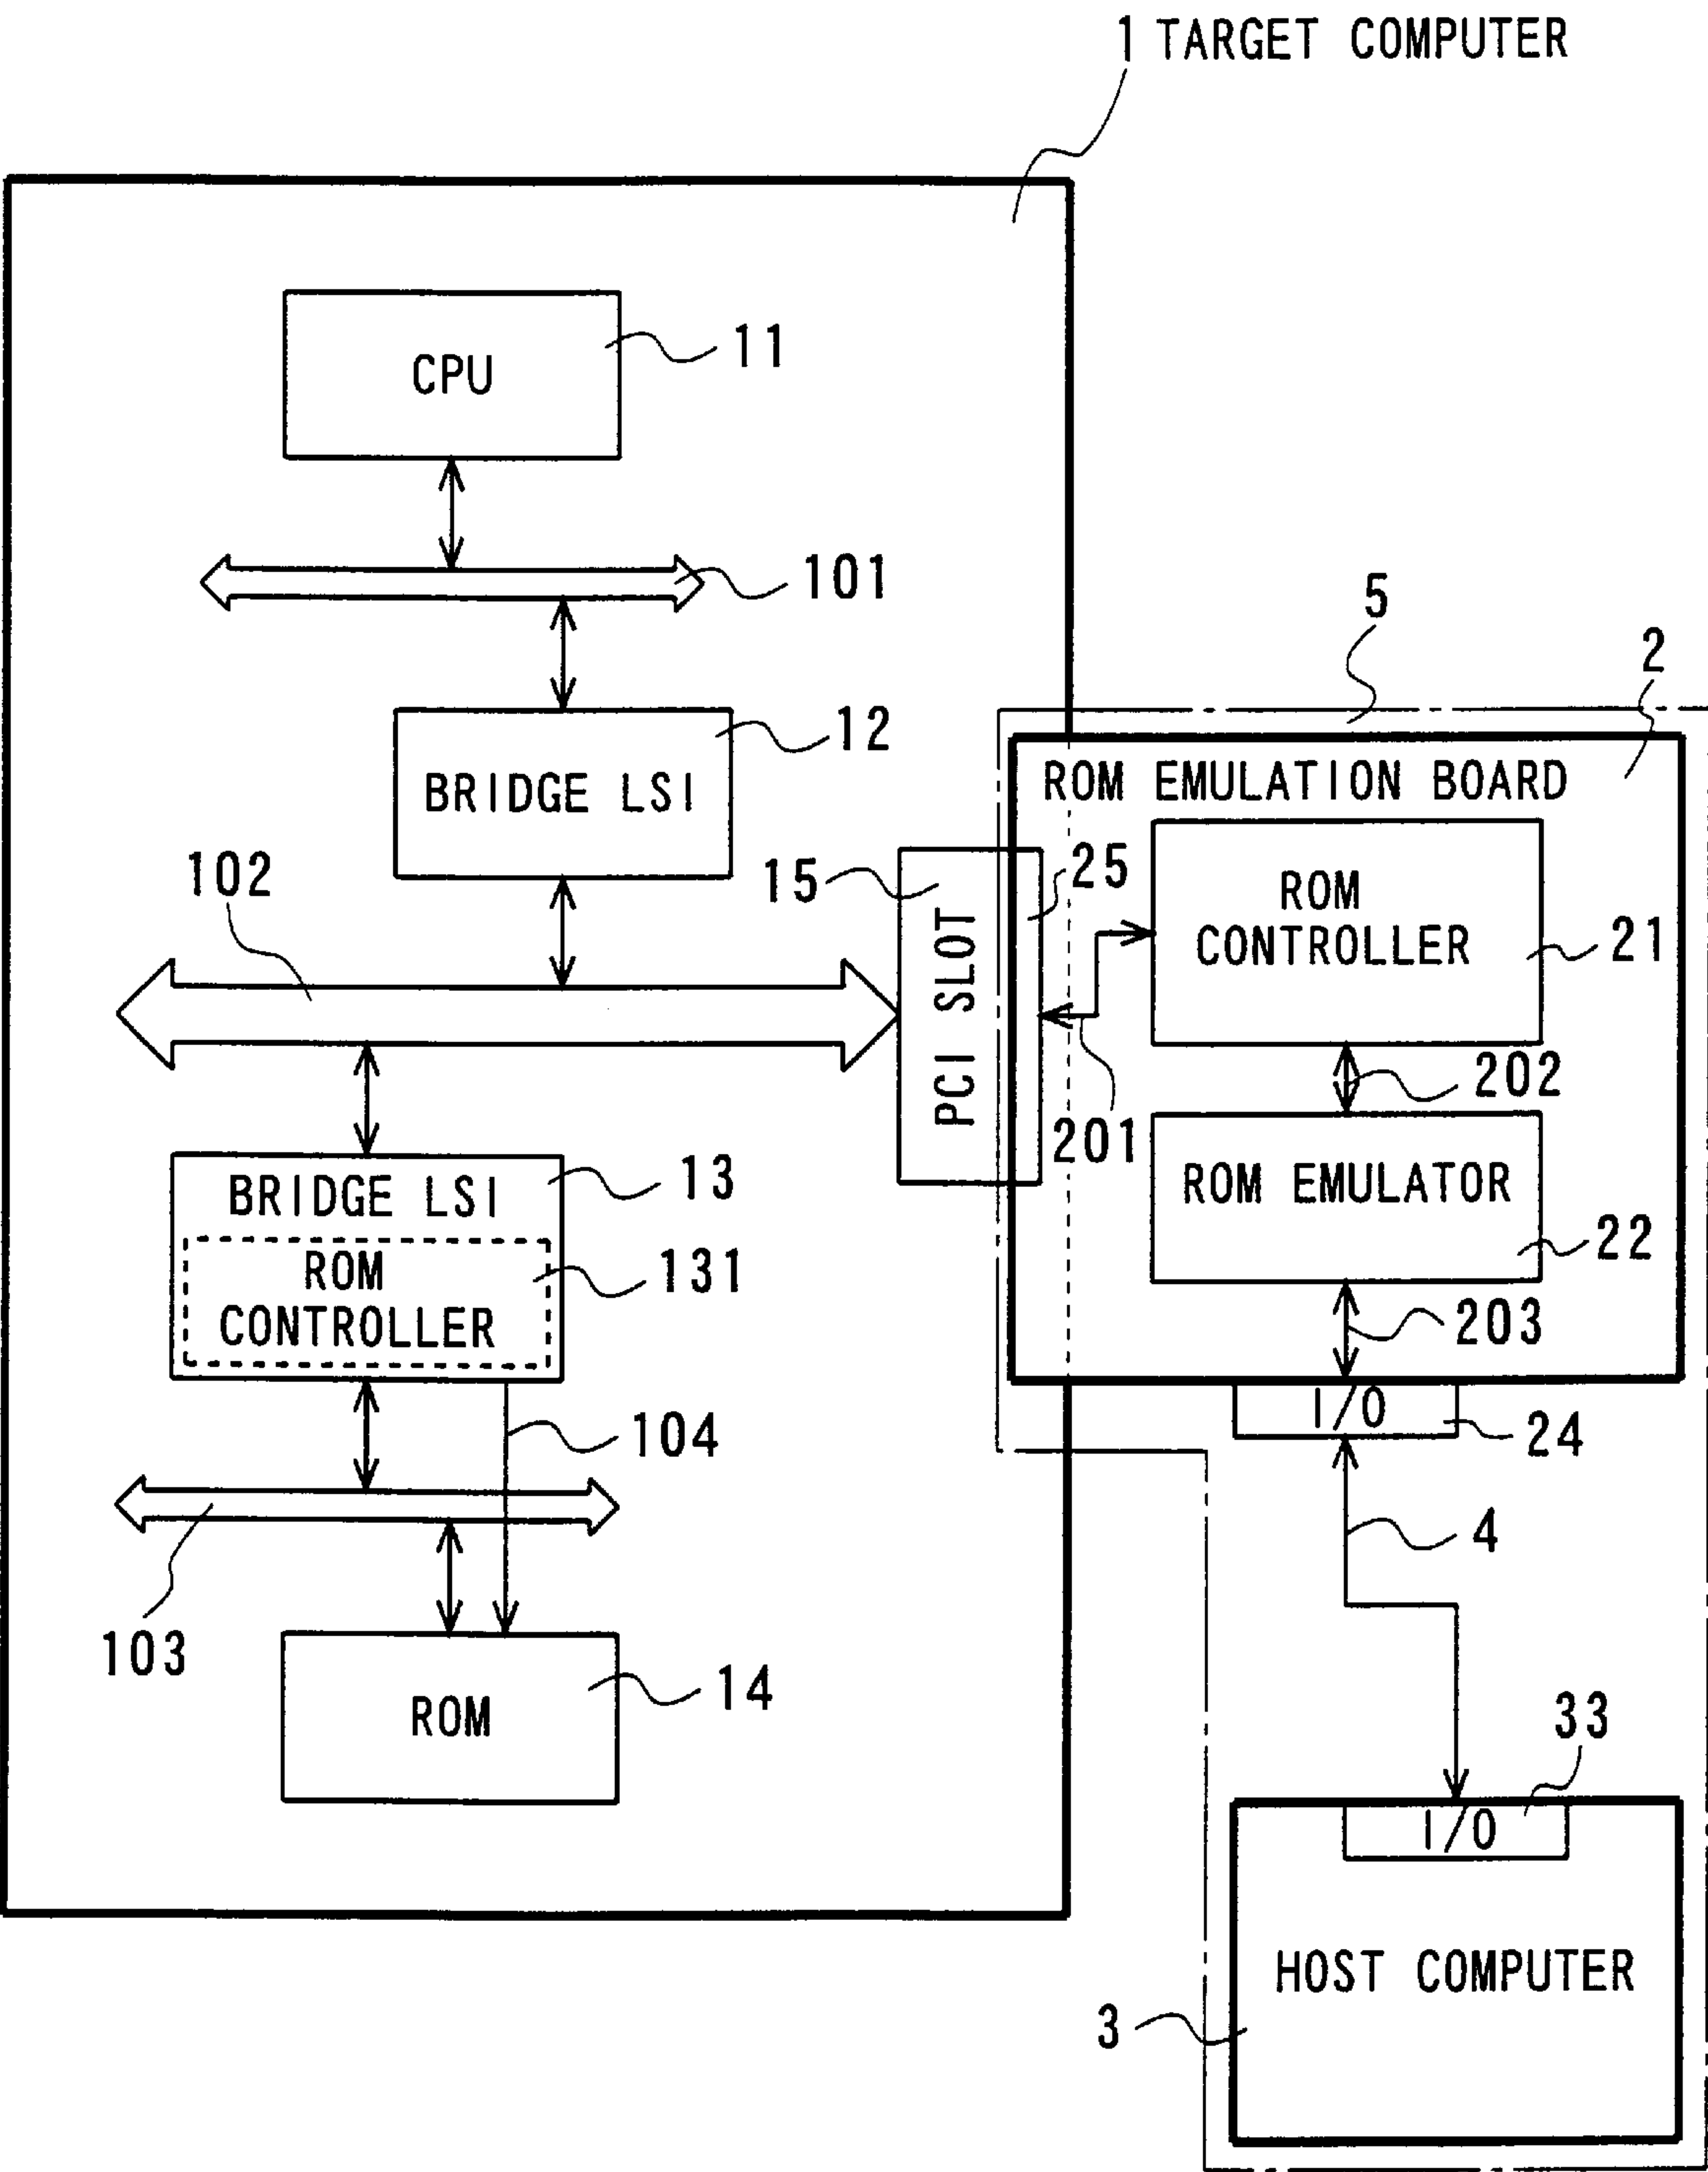 1 TARGET COMPUTER
CPU
11
101
5
2
12
BRIDGE LSI
ROM EMULATION BOARD
102
15
25
PCI SLOT
ROM
CONTROLLER
21
201
202
BRIDGE LSI
13
ROM EMULATOR
22
ROM
CONTROLLER
131
203
I/O
24
104
4
103
ROM
14
33
I/O
HOST COMPUTER
3